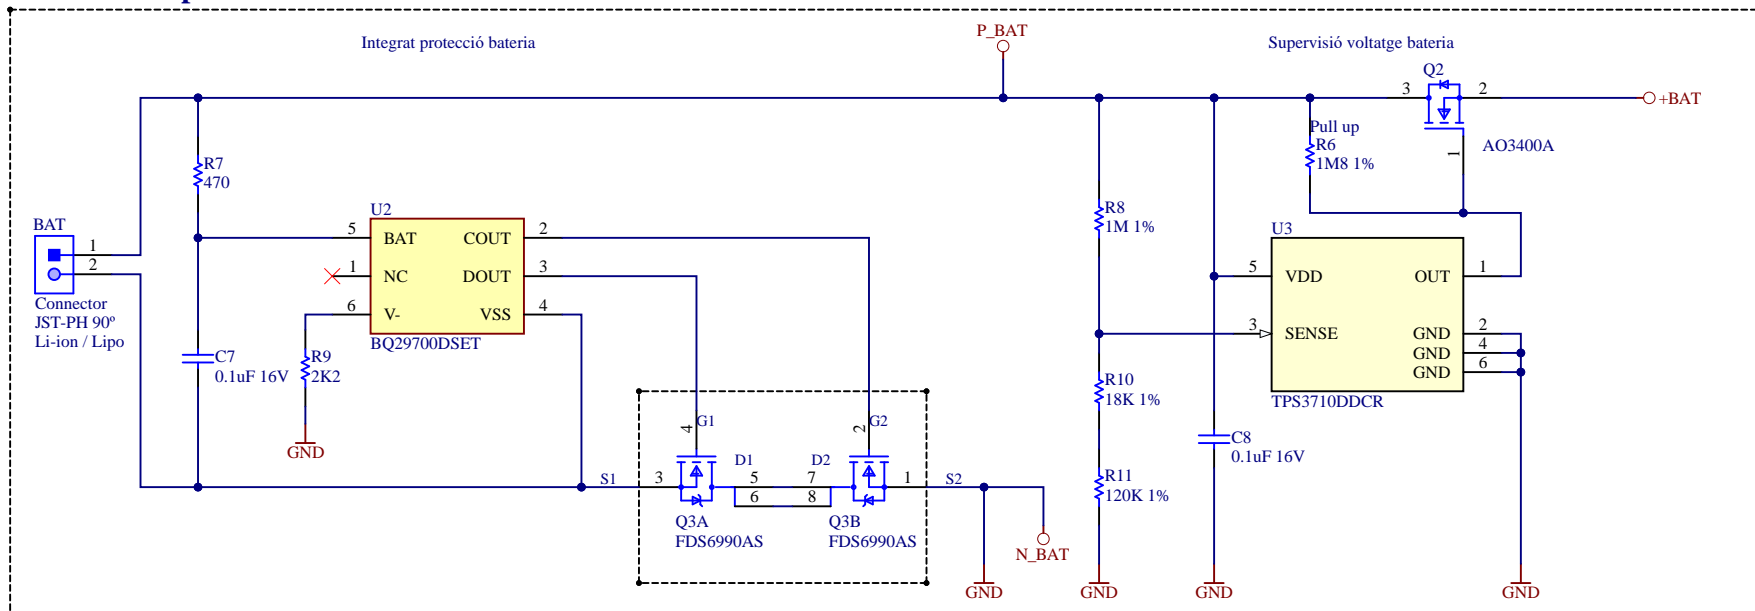 Integrat protecció bateria
P_BAT
Supervisió voltatge bateria
Q2
3
2
+BAT
AO3400A
1
Pull up
R6
1M8 1%
R7
470
BAT
1
2
Connector
JST-PH 90º
Li-ion / Lipo
U2
5
BAT
COUT
2
1
NC
DOUT
3
6
V-
VSS
4
BQ29700DSET
R8
1M 1%
U3
5
VDD
OUT
1
3
SENSE
GND
2
GND
4
GND
6
TPS3710DDCR
C7
0.1uF 16V
R9
2K2
GND
R10
18K 1%
C8
0.1uF 16V
R11
120K 1%
4
G1
2
G2
S1
3
D1
5
6
D2
7
8
1
S2
Q3A
FDS6990AS
Q3B
FDS6990AS
N_BAT
GND
GND
GND
GND